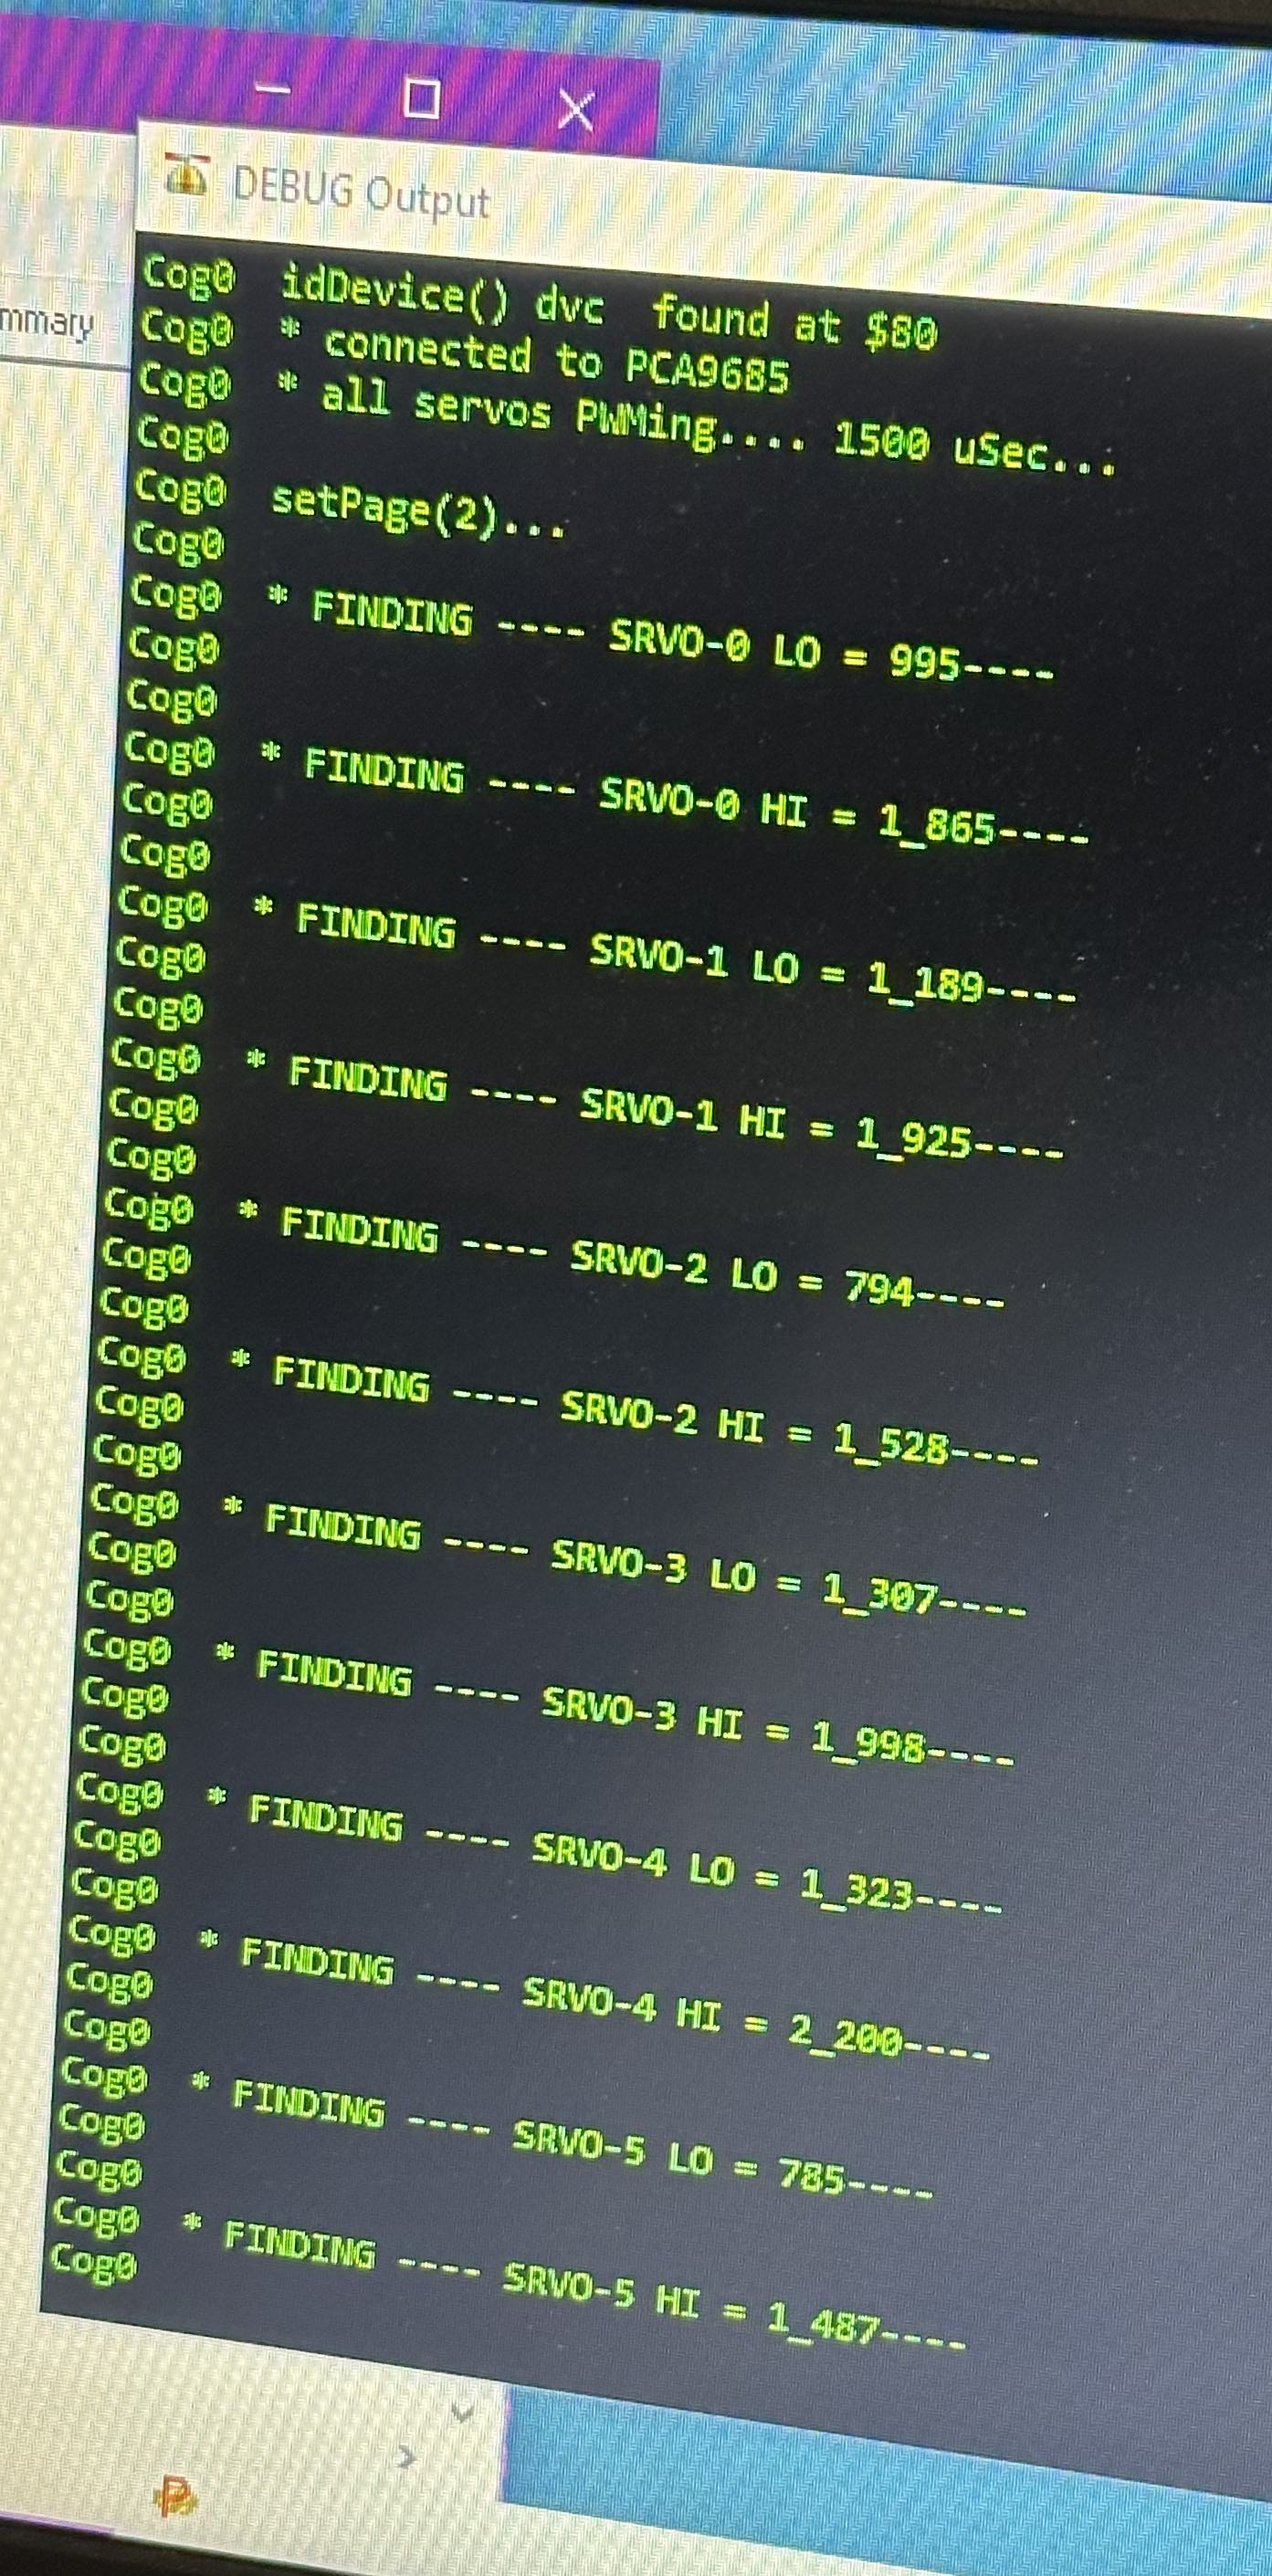 DEBUG Output
mmary
Cog0  idDevice() dvc  found at $80
Cog0  * connected to PCA9685
Cog0  * all servos PWMing.... 1500 uSec...
Cog0
Cog0  setPage(2)...
Cog0
Cog0  * FINDING ---- SRVO-0 LO = 995----
Cog0
Cog0
Cog0  * FINDING ---- SRVO-0 HI = 1_865----
Cog0
Cog0
Cog0  * FINDING ---- SRVO-1 LO = 1_189----
Cog0
Cog0
Cog0  * FINDING ---- SRVO-1 HI = 1_925----
Cog0
Cog0
Cog0  * FINDING ---- SRVO-2 LO = 794----
Cog0
Cog0
Cog0  * FINDING ---- SRVO-2 HI = 1_528----
Cog0
Cog0
Cog0  * FINDING ---- SRVO-3 LO = 1_307----
Cog0
Cog0
Cog0  * FINDING ---- SRVO-3 HI = 1_998----
Cog0
Cog0
Cog0  * FINDING ---- SRVO-4 LO = 1_323----
Cog0
Cog0
Cog0  * FINDING ---- SRVO-4 HI = 2_200----
Cog0
Cog0
Cog0  * FINDING ---- SRVO-5 LO = 785----
Cog0
Cog0
Cog0  * FINDING ---- SRVO-5 HI = 1_487----
Cog0
P